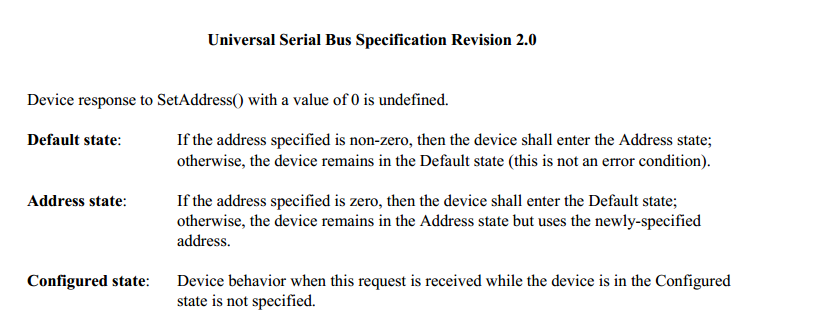 Universal Serial Bus Specification Revision 2.0
Device response to SetAddress() with a value of 0 is undefined.
Default state: If the address specified is non-zero, then the device shall enter the Address state;
otherwise, the device remains in the Default state (this is not an error condition).
Address state: If the address specified is zero, then the device shall enter the Default state;
otherwise, the device remains in the Address state but uses the newly-specified
address.
Configured state: Device behavior when this request is received while the device is in the Configured
state is not specified.